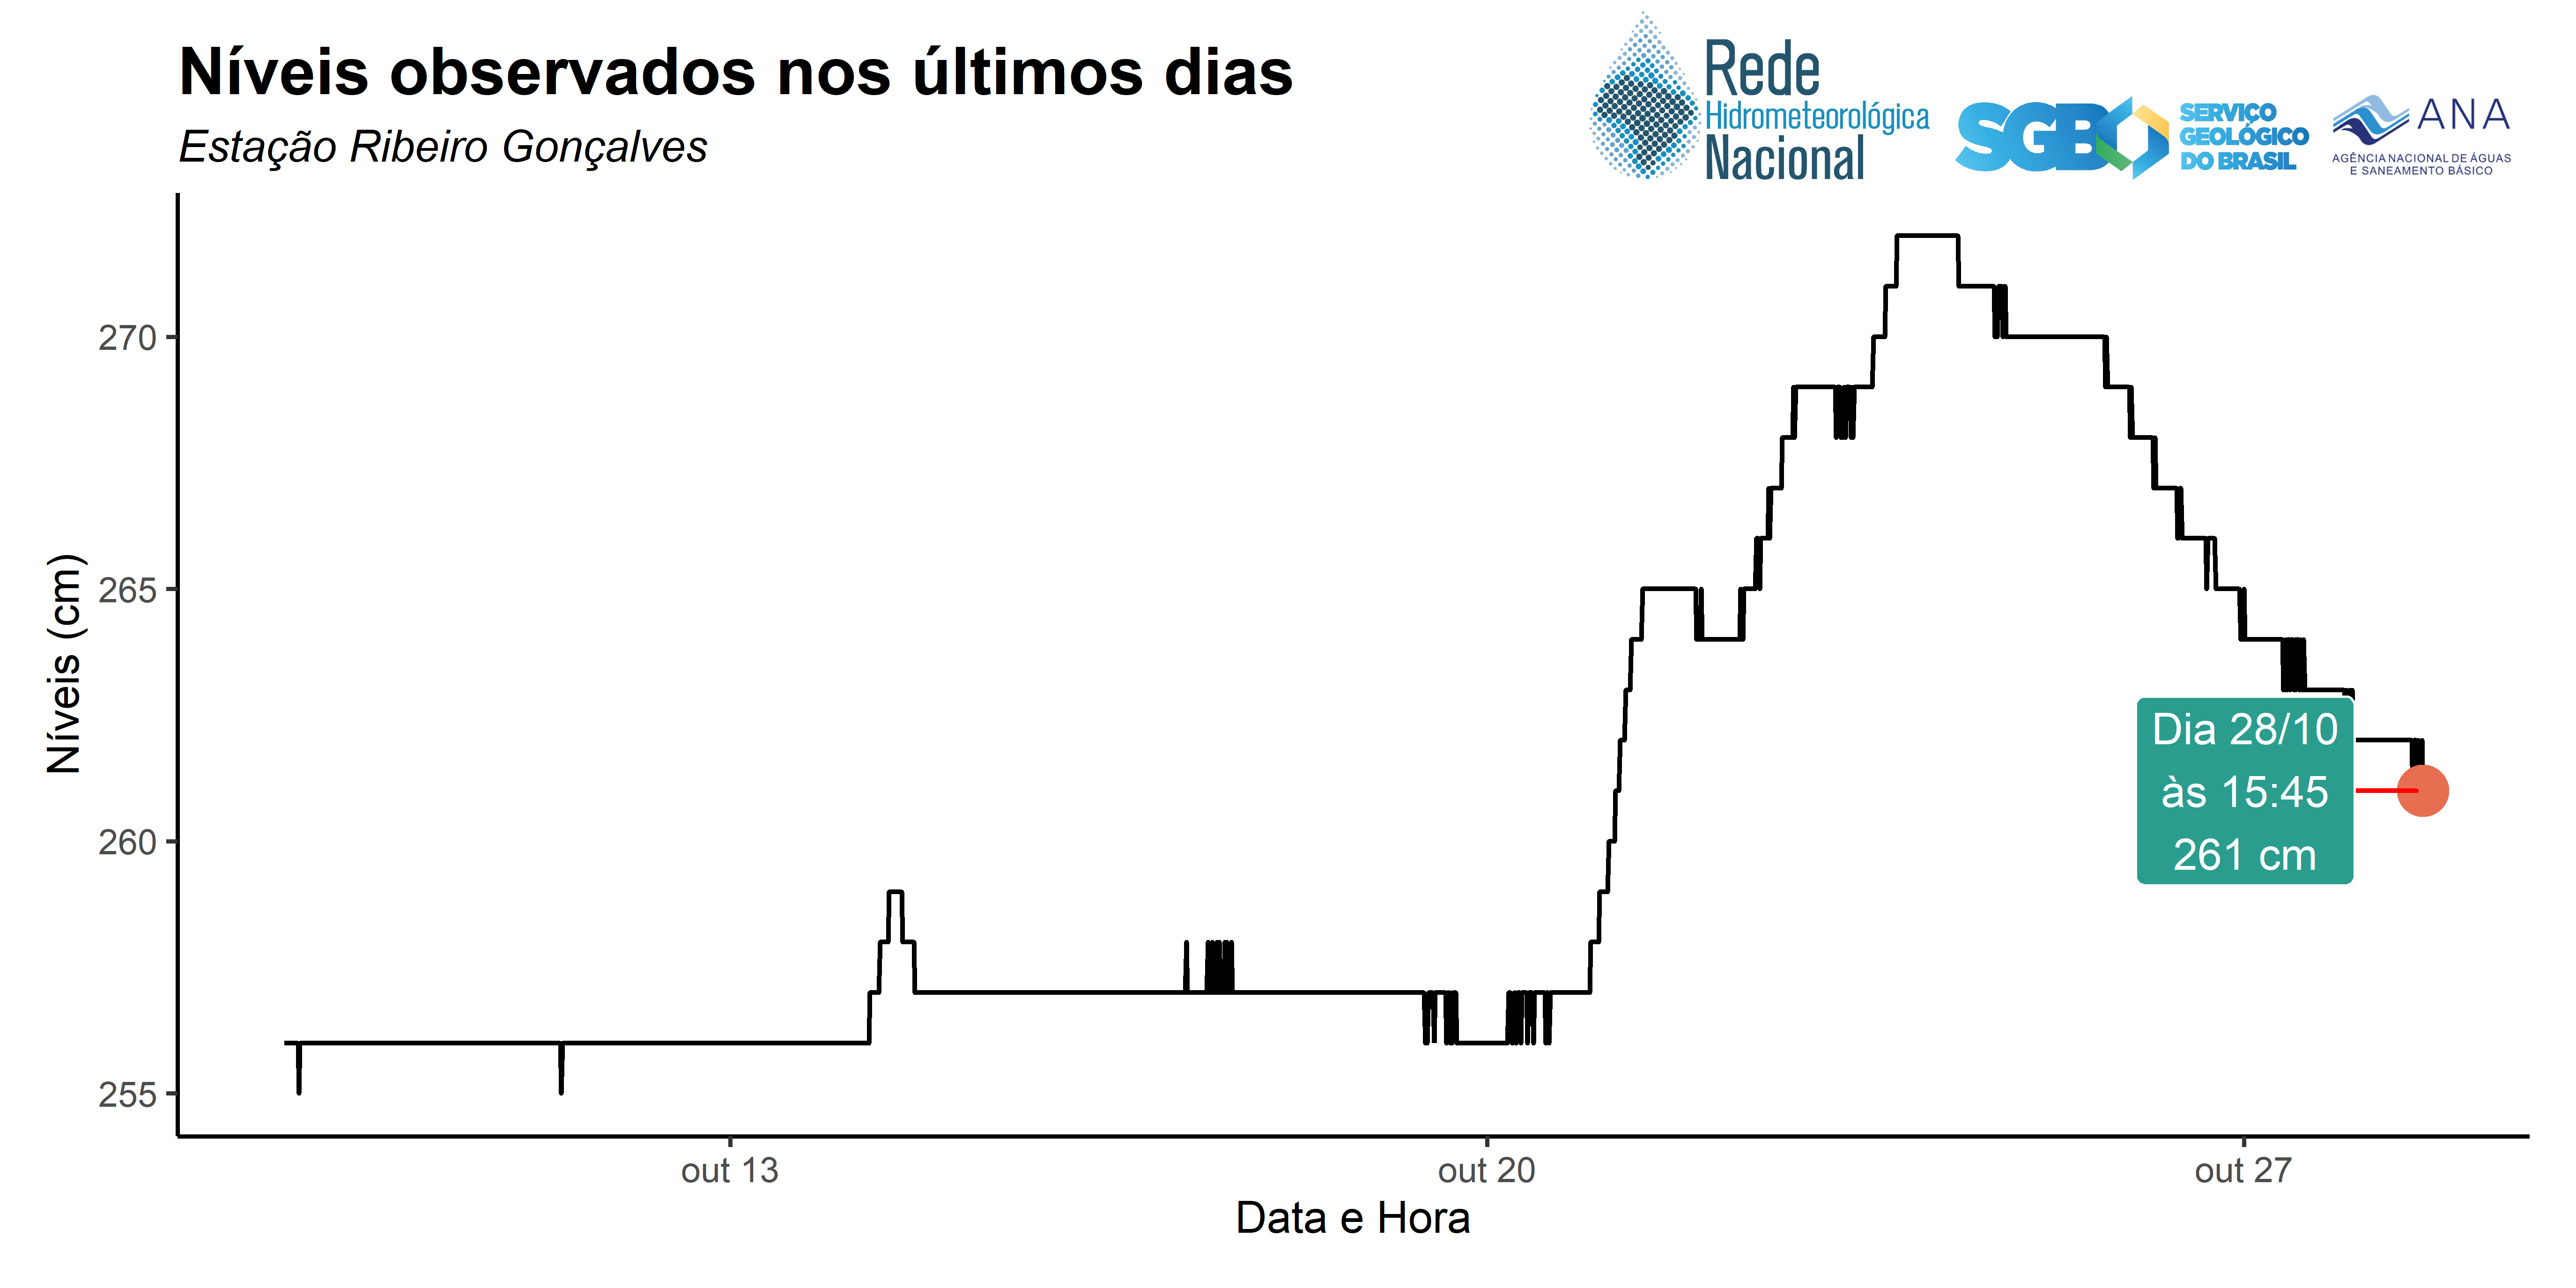 Níveis observados nos últimos dias
Estação Ribeiro Gonçalves
Rede
Hidrometeorológica
Nacional
SGB
SERVIÇO
GEOLÓGICO
DO BRASIL
ANA
AGÊNCIA NACIONAL DE ÁGUAS
E SANEAMENTO BÁSICO
Níveis (cm)
270
265
260
255
Dia 28/10
às 15:45
261 cm
out 13
out 20
out 27
Data e Hora